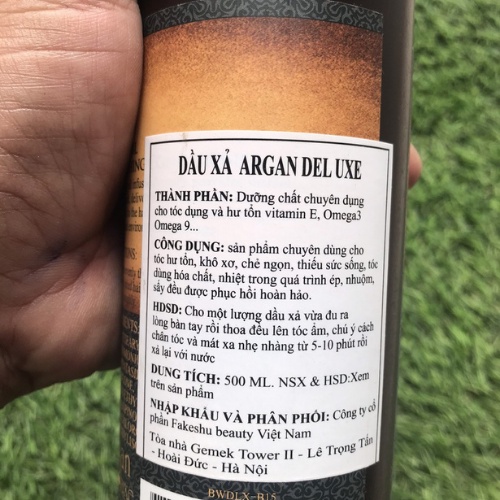 DẦU XẢ ARGAN DEL UXE
THÀNH PHẦN: Dưỡng chất chuyên dụng
cho tóc dụng và hư tổn vitamin E, Omega3
Omega 9...
CÔNG DỤNG: sản phẩm chuyên dùng cho
tóc hư tổn, khô xơ, chẻ ngọn, thiếu sức sống, tóc
dùng hóa chất, nhiệt trong quá trình ép, nhuộm,
sấy đều được phục hồi hoàn hảo.
HDSD: Cho một lượng dầu xả vừa đu ra
lòng bàn tay rồi thoa đều lên tóc ẩm, chú ý cách
chân tóc và mát xa nhẹ nhàng từ 5-10 phút rồi
xả lại với nước
DUNG TÍCH: 500 ML. NSX & HSD:Xem
trên sản phẩm
NHẬP KHẨU VÀ PHÂN PHỐI: Công ty cổ
phần Fakeshu beauty Việt Nam
Tòa nhà Gemek Tower II - Lê Trọng Tấn
- Hoài Đức - Hà Nội
BWDLX-R15